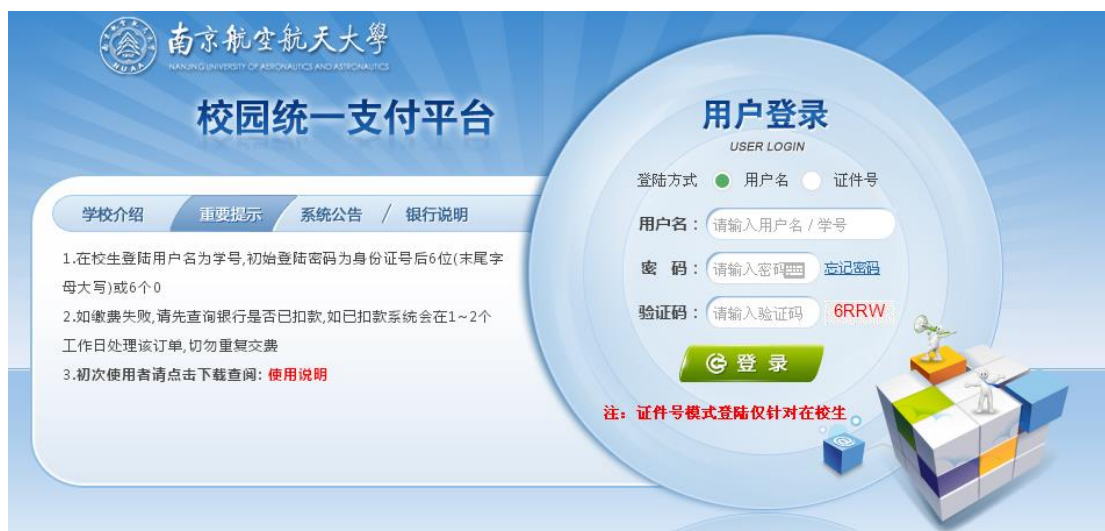 南京航空航天大學
NANJING UNIVERSITY OF AERONAUTICS AND ASTRONAUTICS
NUAA
校园统一支付平台
学校介绍 重要提示 系统公告 / 银行说明
1.在校生登陆用户名为学号,初始登陆密码为身份证号后6位(末尾字
母大写)或6个0
2.如缴费失败,请先查询银行是否已扣款,如已扣款系统会在1~2个
工作日处理该订单,切勿重复交费
3.初次使用者请点击下载查阅: 使用说明
用户登录
USER LOGIN
登陆方式 用户名 证件号
用户名： 请输入用户名 / 学号
密 码： 请输入密码 忘记密码
验证码： 请输入验证码 6RRW
登 录
注：证件号模式登陆仅针对在校生
@